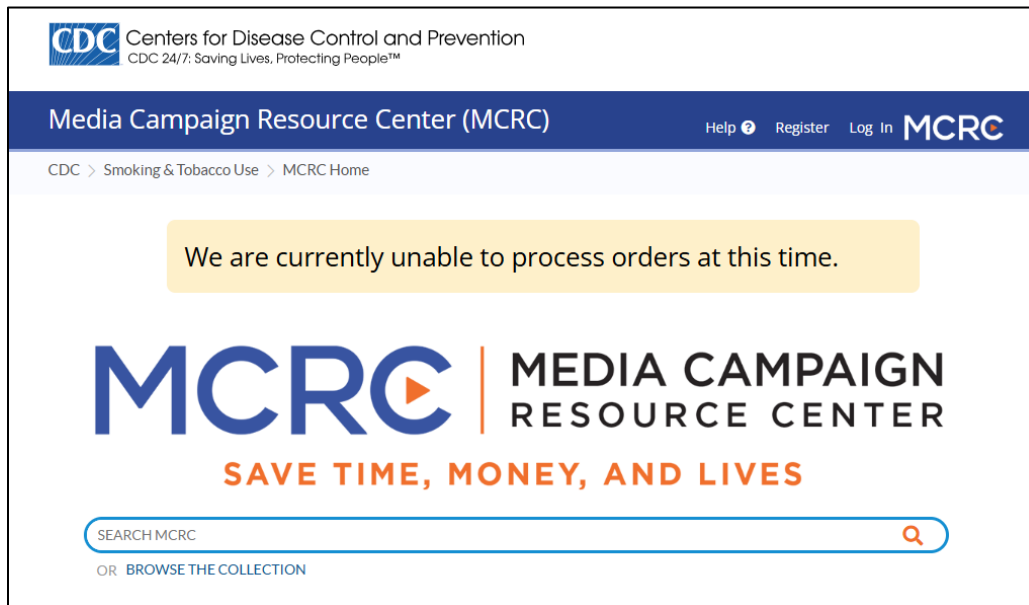 CDC Centers for Disease Control and Prevention
CDC 24/7: Saving Lives, Protecting People™
Media Campaign Resource Center (MCRC)
Help ? Register Log In MCRC
CDC > Smoking & Tobacco Use > MCRC Home
We are currently unable to process orders at this time.
MCRC | MEDIA CAMPAIGN
RESOURCE CENTER
SAVE TIME, MONEY, AND LIVES
SEARCH MCRC
OR BROWSE THE COLLECTION